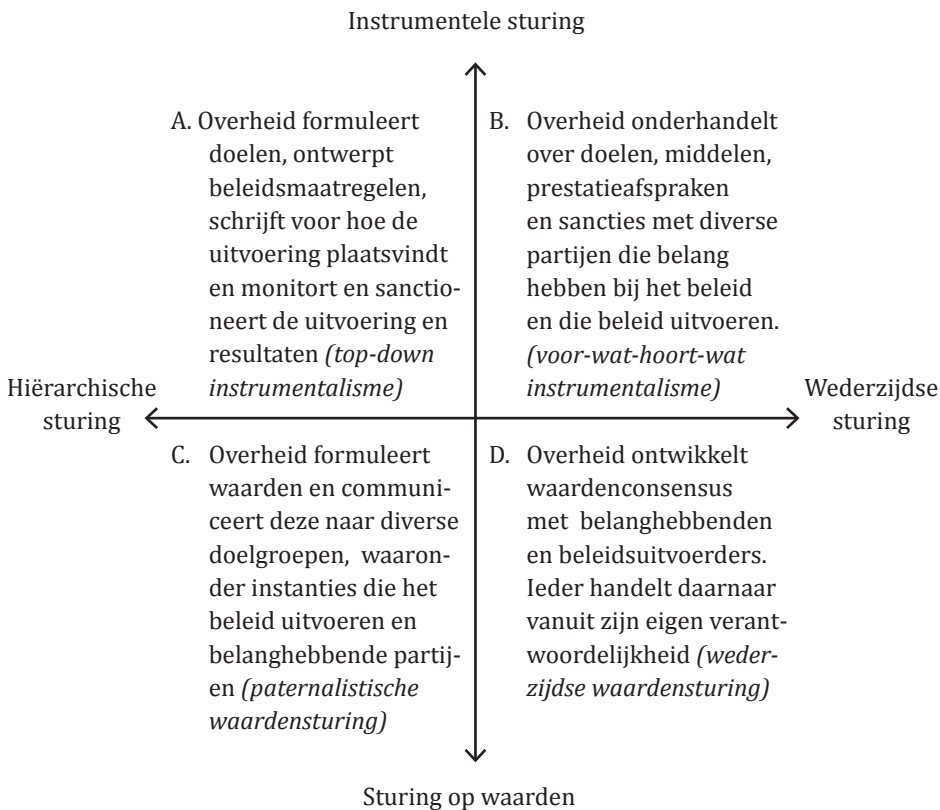 Instrumentele sturing
A. Overheid formuleert
doelen, ontwerpt
beleidsmaatregelen,
schrijft voor hoe de
uitvoering plaatsvindt
en monitort en sanctio-
neert de uitvoering en
resultaten (top-down
instrumentalisme)
B. Overheid onderhandelt
over doelen, middelen,
prestatieafspraken
en sancties met diverse
partijen die belang
hebben bij het beleid
en die beleid uitvoeren.
(voor-wat-hoort-wat
instrumentalisme)
Hiërarchische
sturing
Wederzijdse
sturing
C. Overheid formuleert
waarden en communi-
ceert deze naar diverse
doelgroepen, waaron-
der instanties die het
beleid uitvoeren en
belanghebbende partij-
en (paternalistische
waardensturing)
D. Overheid ontwikkelt
waardenconsensus
met belanghebbenden
en beleidsuitvoerders.
Ieder handelt daarnaar
vanuit zijn eigen verant-
woordelijkheid (weder-
zijdse waardensturing)
Sturing op waarden